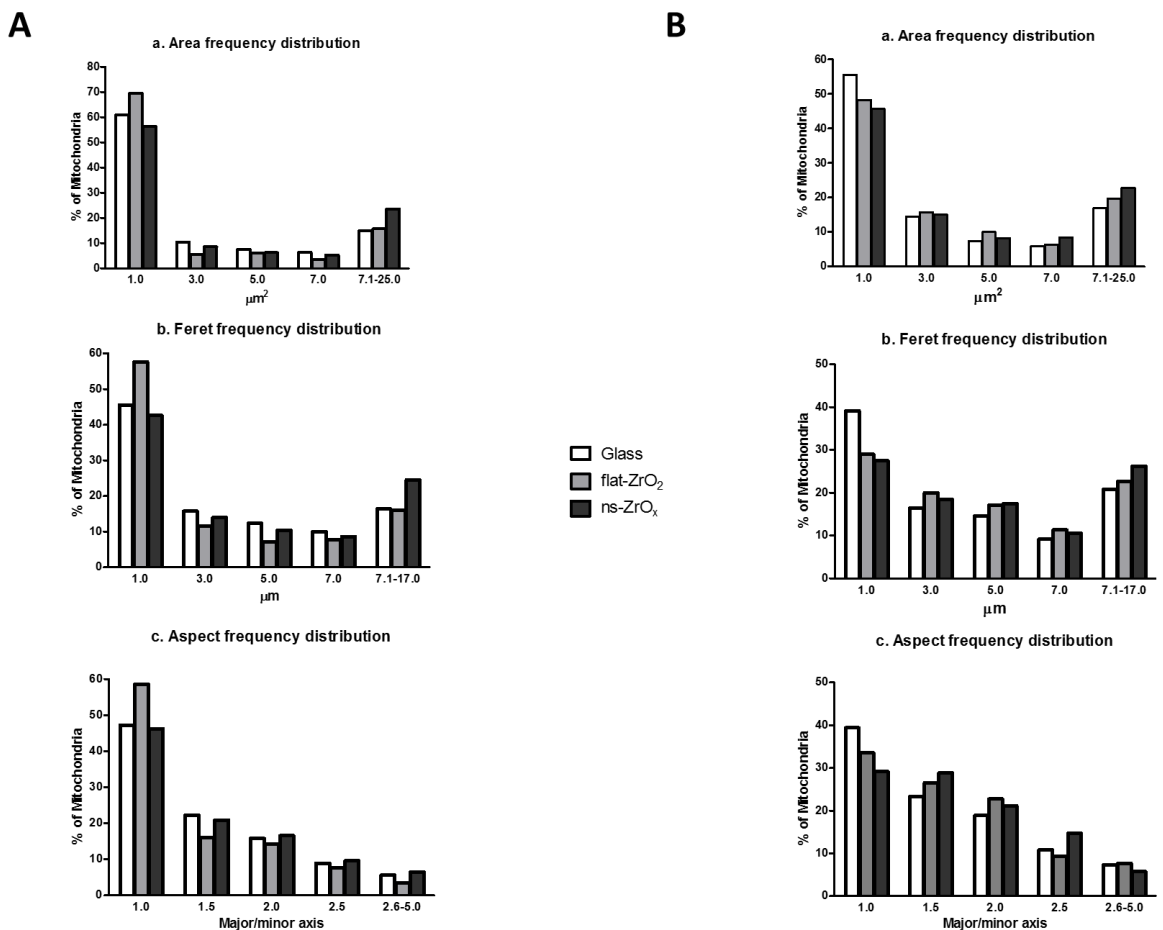 A
a. Area frequency distribution
80
70
60
50
40
30
20
10
0
% of Mitochondria
1.0 3.0 5.0 7.0 7.1-25.0
μm²
b. Feret frequency distribution
60
50
40
30
20
10
0
% of Mitochondria
1.0 3.0 5.0 7.0 7.1-17.0
μm
c. Aspect frequency distribution
60
50
40
30
20
10
0
% of Mitochondria
1.0 1.5 2.0 2.5 2.6-5.0
Major/minor axis
Glass
flat-ZrO₂
ns-ZrOₓ
B
a. Area frequency distribution
60
50
40
30
20
10
0
% of Mitochondria
1.0 3.0 5.0 7.0 7.1-25.0
μm²
b. Feret frequency distribution
50
40
30
20
10
0
% of Mitochondria
1.0 3.0 5.0 7.0 7.1-17.0
μm
c. Aspect frequency distribution
50
40
30
20
10
0
% of Mitochondria
1.0 1.5 2.0 2.5 2.6-5.0
Major/minor axis